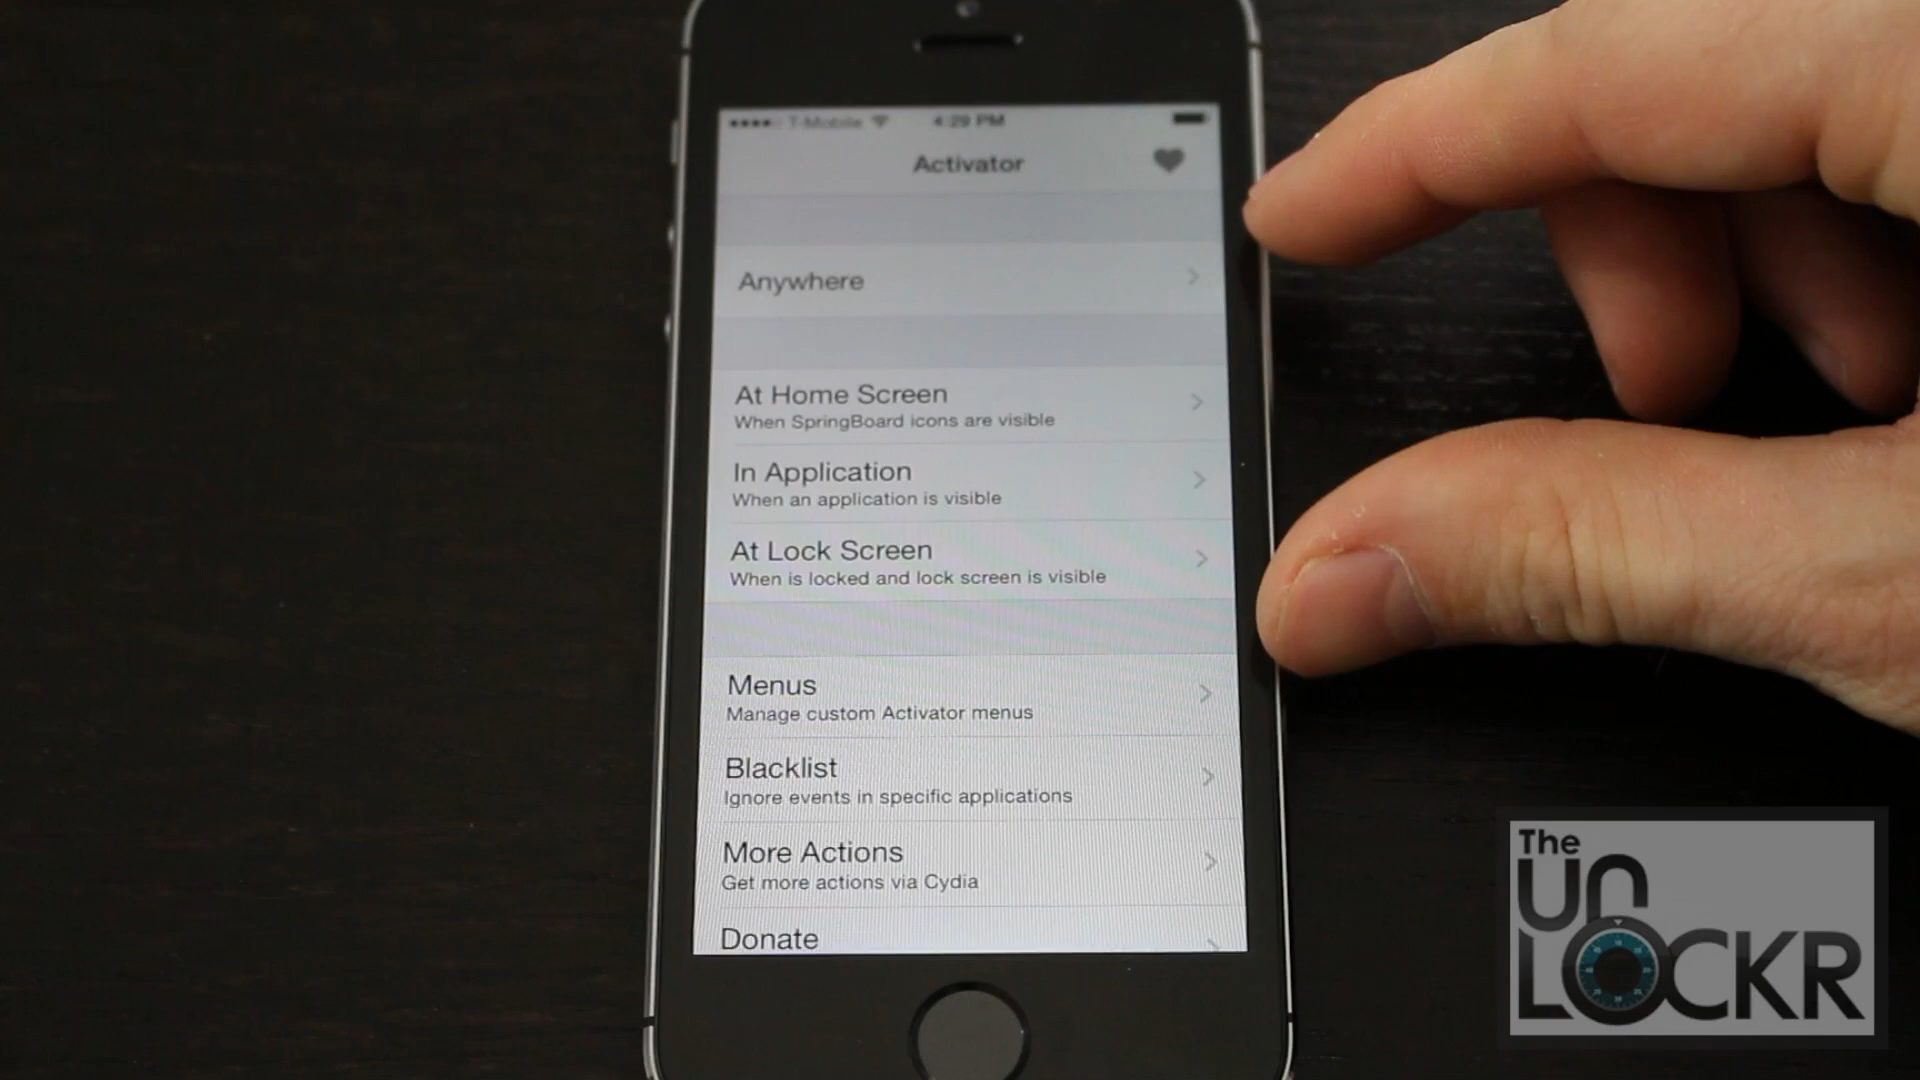 T-Mobile 4:29 PM
Activator
Anywhere
At Home Screen
When SpringBoard icons are visible
In Application
When an application is visible
At Lock Screen
When is locked and lock screen is visible
Menus
Manage custom Activator menus
Blacklist
Ignore events in specific applications
More Actions
Get more actions via Cydia
Donate
The
UN
LOCKR